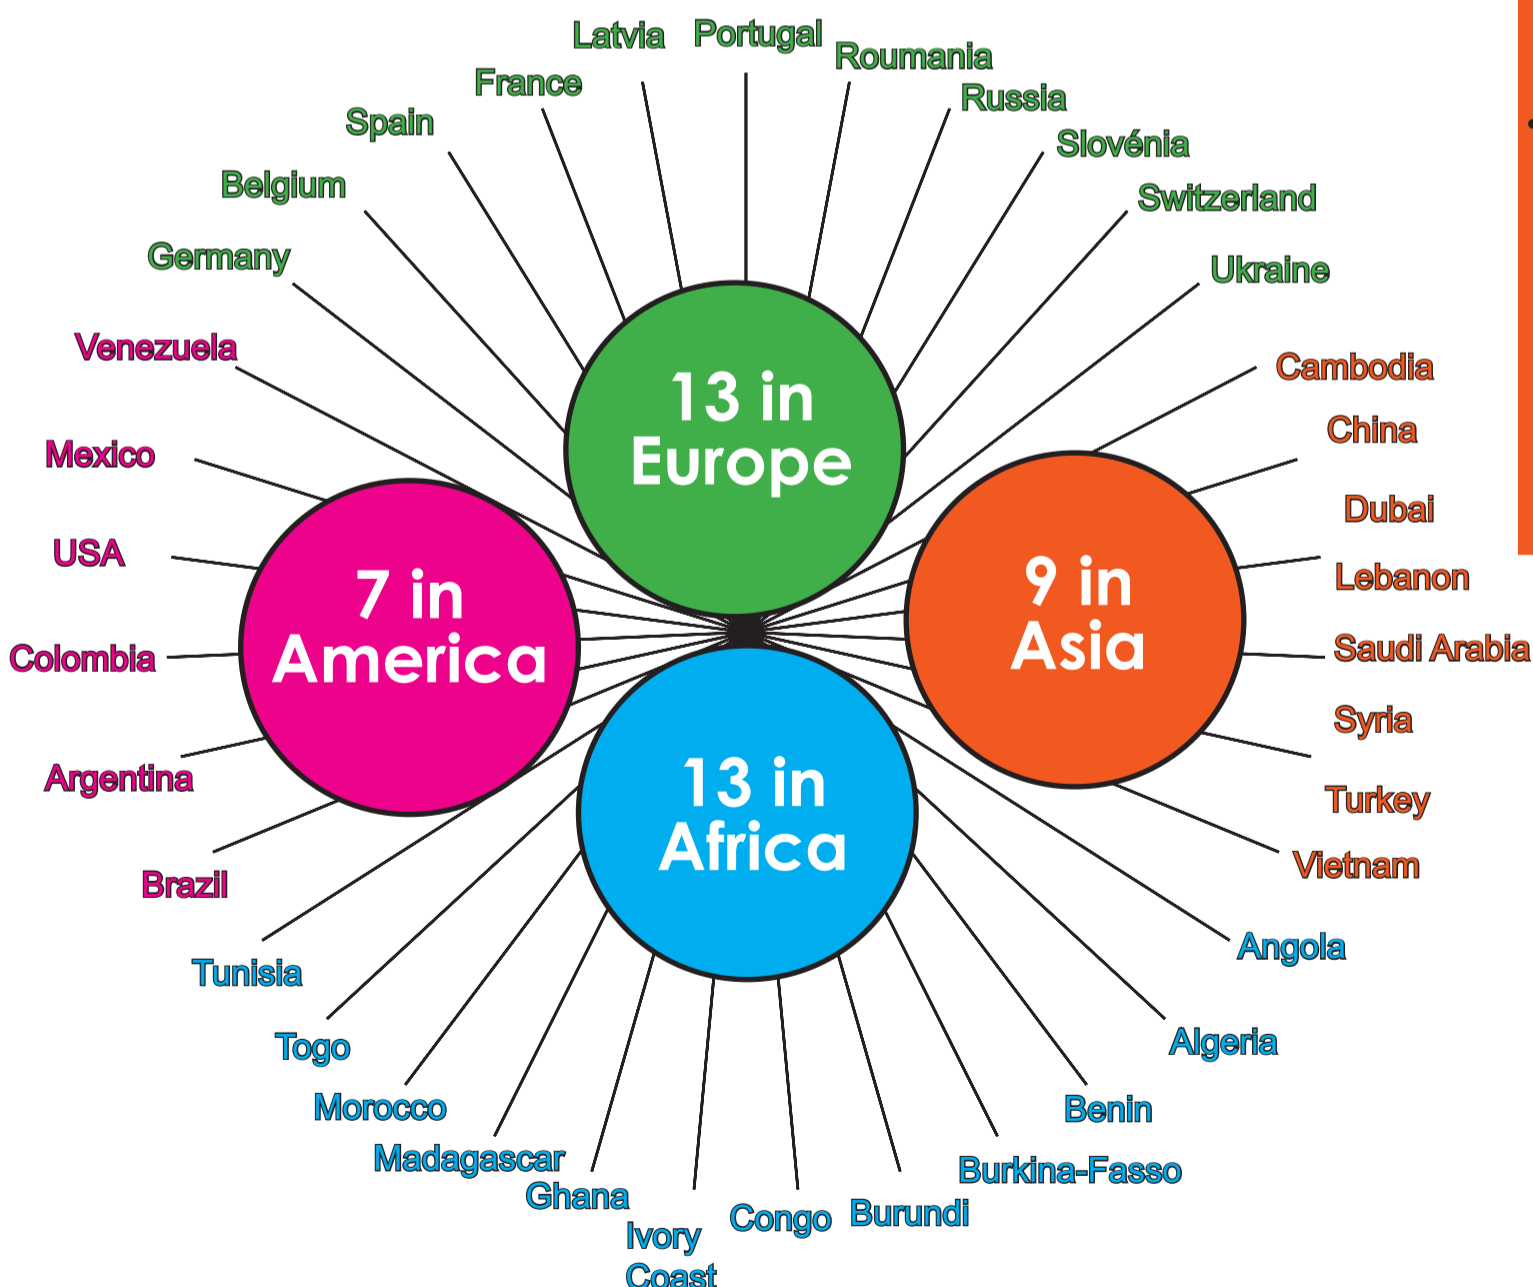 Latvia
Portugal
Roumania
France
Russia
Spain
Slovénia
Belgium
Switzerland
Germany
Ukraine
Venezuela
Cambodia
Mexico
China
USA
Dubai
Colombia
Lebanon
Argentina
Saudi Arabia
Brazil
Syria
Turkey
Vietnam
13 in
Europe
7 in
America
9 in
Asia
13 in
Africa
Tunisia
Angola
Togo
Algeria
Morocco
Benin
Madagascar
Burkina-Fasso
Ghana
Burundi
Ivory
Coast
Congo